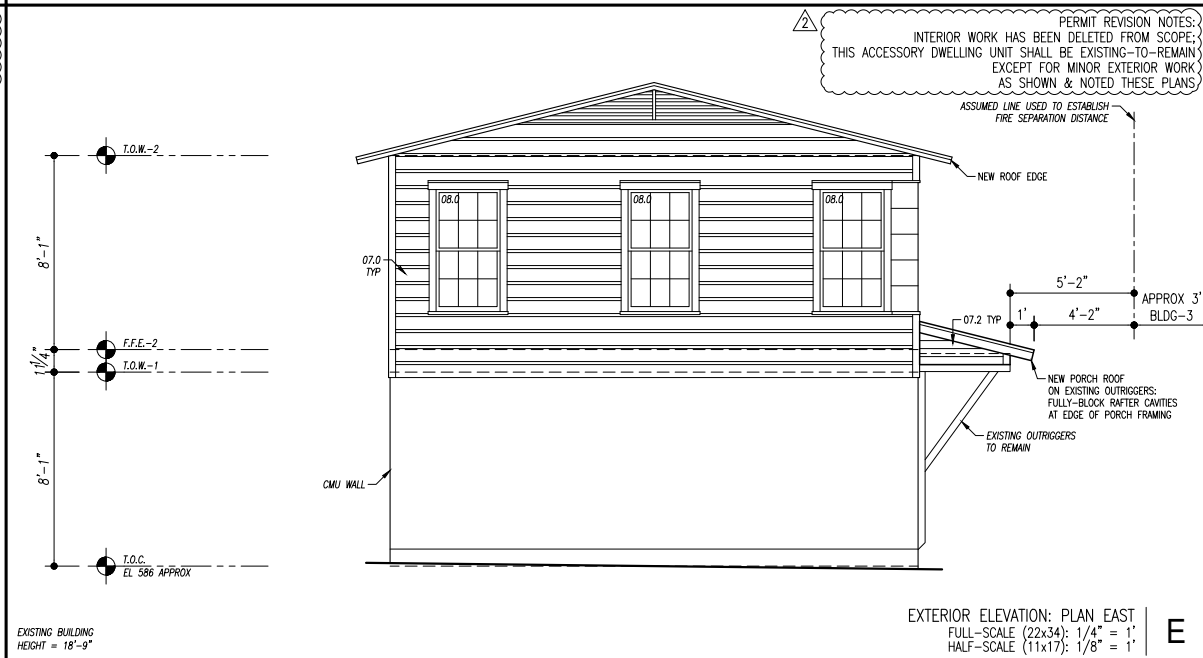 2
PERMIT REVISION NOTES:
INTERIOR WORK HAS BEEN DELETED FROM SCOPE;
THIS ACCESSORY DWELLING UNIT SHALL BE EXISTING-TO-REMAIN
EXCEPT FOR MINOR EXTERIOR WORK
AS SHOWN & NOTED THESE PLANS
ASSUMED LINE USED TO ESTABLISH
FIRE SEPARATION DISTANCE
T.O.W.-2
NEW ROOF EDGE
08.0
08.0
08.0
8'-1"
07.0
TYP
5'-2"
APPROX 3'
BLDG-3
1'
4'-2"
07.2 TYP
F.F.E.-2
1 1/4"
T.O.W.-1
NEW PORCH ROOF
ON EXISTING OUTRIGGERS:
FULLY-BLOCK RAFTER CAVITIES
AT EDGE OF PORCH FRAMING
EXISTING OUTRIGGERS
TO REMAIN
8'-1"
CMU WALL
T.O.C.
EL 586 APPROX
EXISTING BUILDING
HEIGHT = 18'-9"
EXTERIOR ELEVATION: PLAN EAST
FULL-SCALE (22x34): 1/4" = 1'
HALF-SCALE (11x17): 1/8" = 1'
E